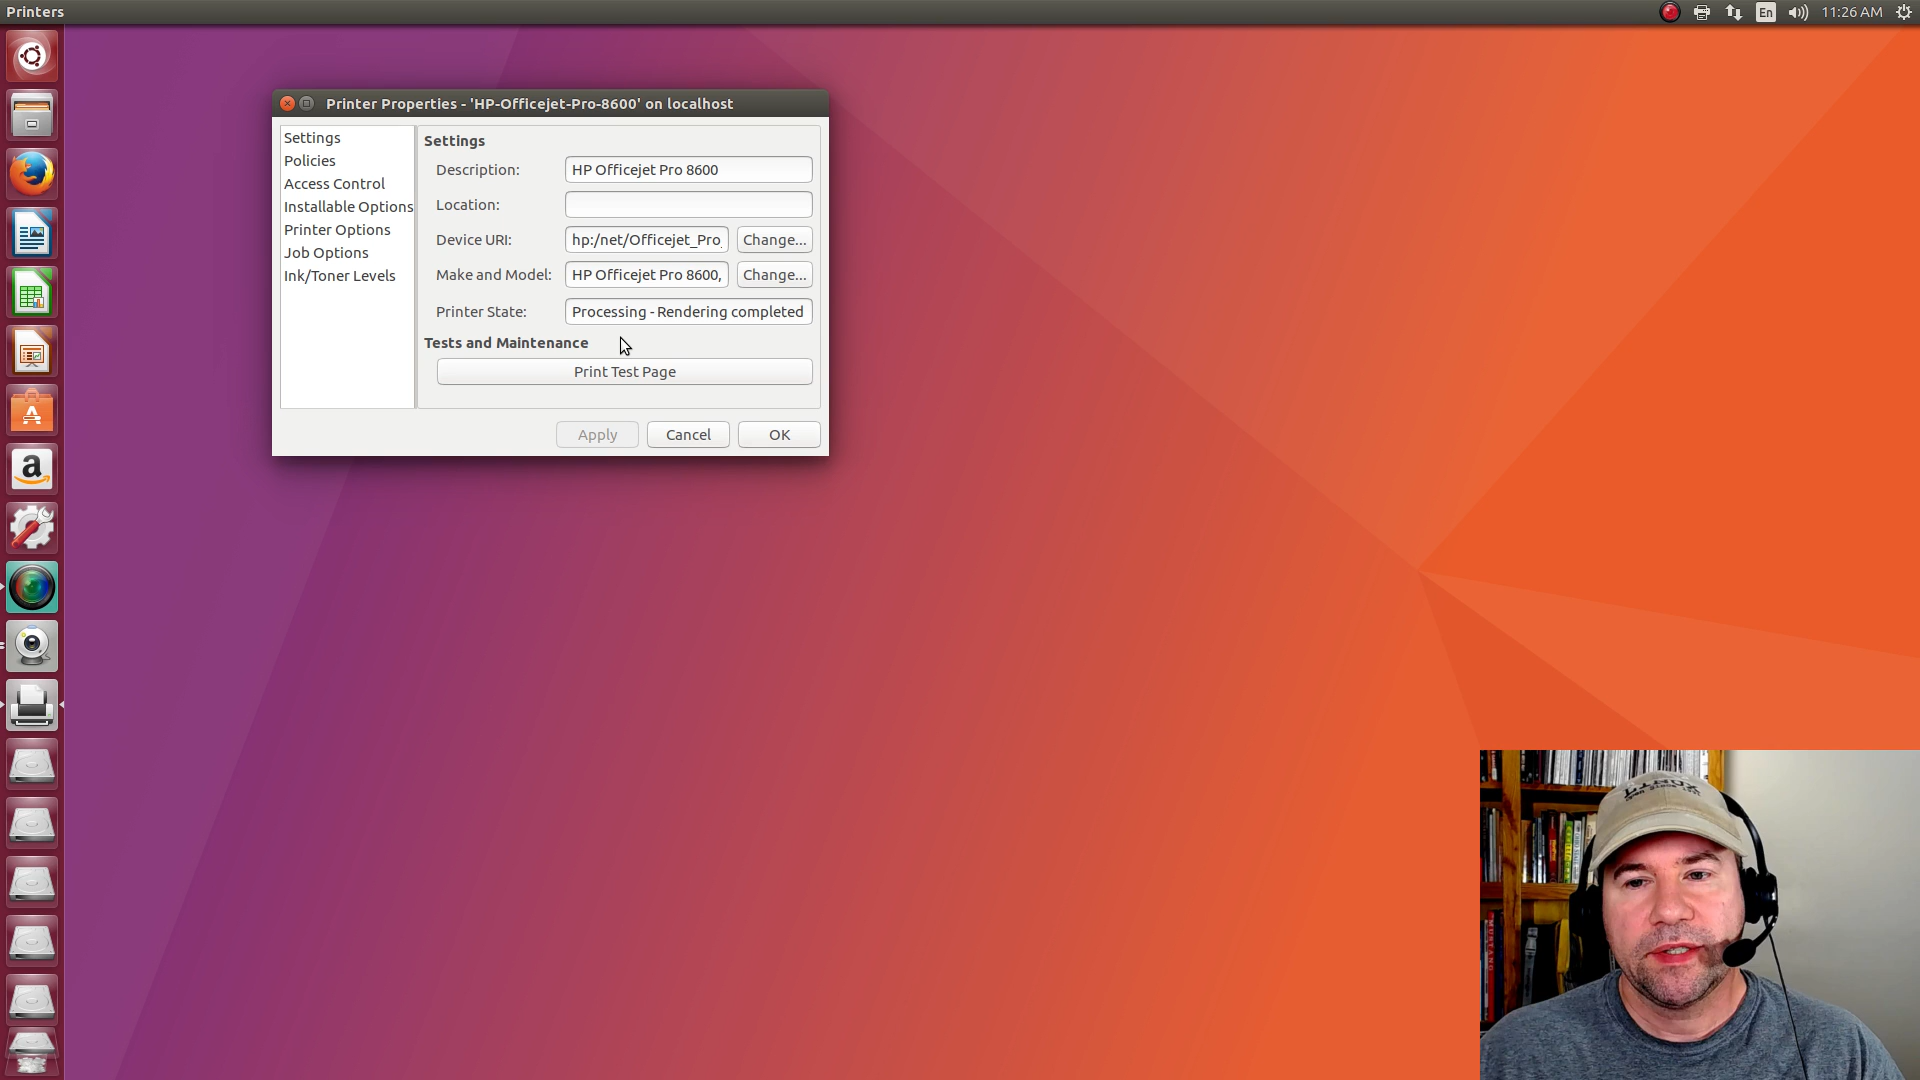 Printers
En
11:26 AM
Printer Properties - 'HP-Officejet-Pro-8600' on localhost
Settings
Policies
Access Control
Installable Options
Printer Options
Job Options
Ink/Toner Levels
Settings
Description: HP Officejet Pro 8600
Location:
Device URI: hp:/net/Officejet_Pro_ Change...
Make and Model: HP Officejet Pro 8600, Change...
Printer State: Processing - Rendering completed
Tests and Maintenance
Print Test Page
Apply Cancel OK
a
LINUX
MUSTANG